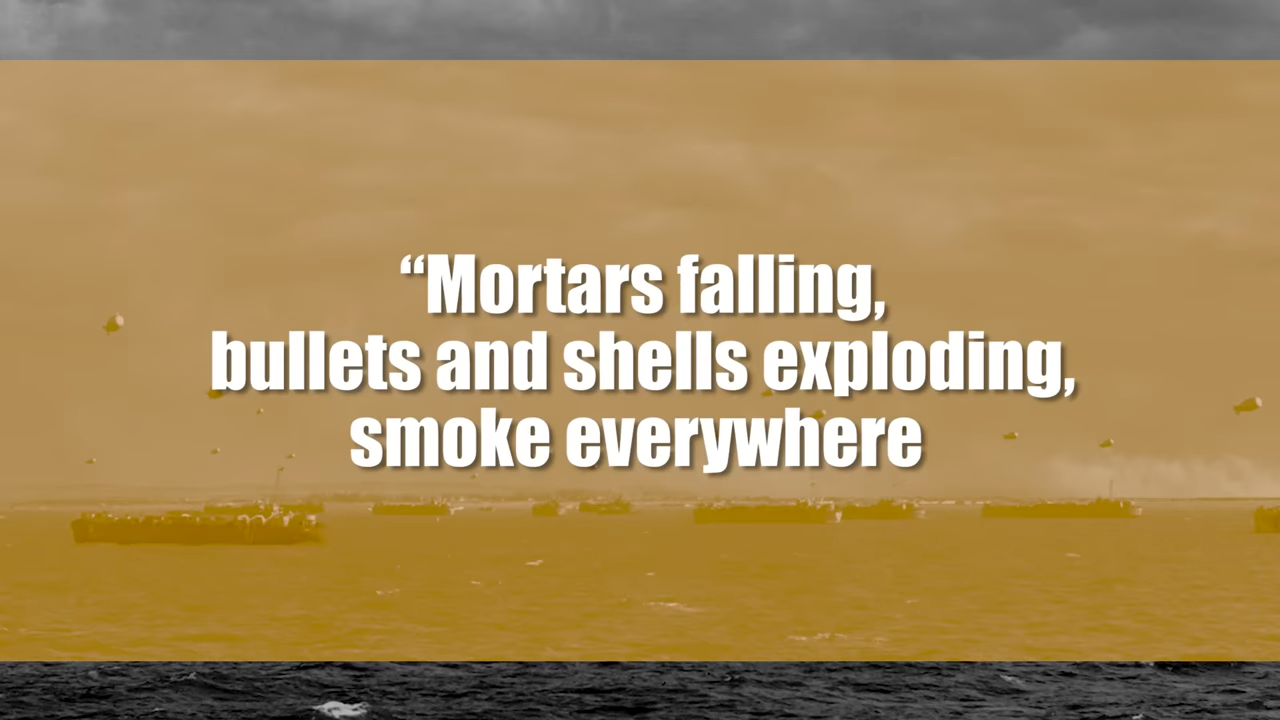 “Mortars falling,
bullets and shells exploding,
smoke everywhere